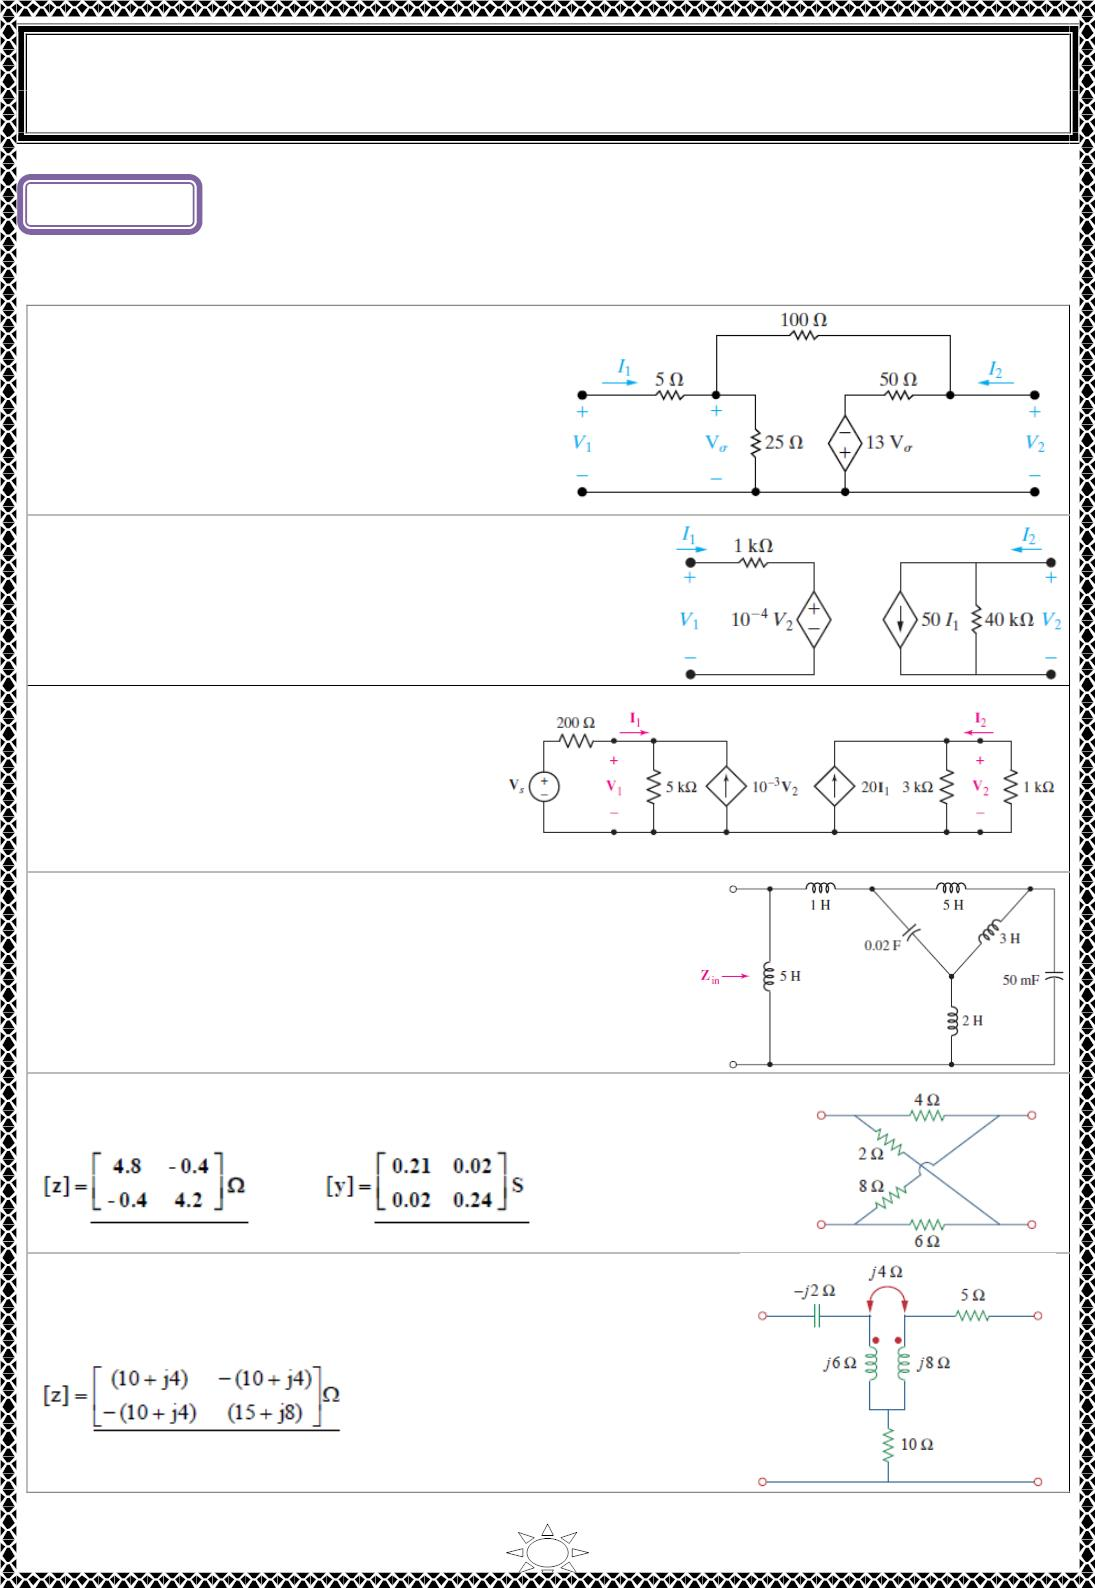 100 Ω
I₁
5 Ω
50 Ω
I₂
+
+
+
V₁
Vσ
25 Ω
−
+
13 Vσ
V₂
−
−
−
I₁
1 kΩ
I₂
+
+
V₁
10⁻⁴ V₂
+
−
50 I₁
40 kΩ
V₂
−
−
200 Ω
I₁
I₂
+
+
Vₛ
+
−
V₁
5 kΩ
10⁻³V₂
20I₁
3 kΩ
V₂
1 kΩ
−
−
1 H
5 H
0.02 F
3 H
Z in
5 H
50 mF
2 H
4 Ω
2 Ω
8 Ω
6 Ω
[z] = [4.8 - 0.4
- 0.4 4.2] Ω
[y] = [0.21 0.02
0.02 0.24] S
j4 Ω
−j2 Ω
5 Ω
j6 Ω
j8 Ω
10 Ω
[z] = [(10 + j4) − (10 + j4)
− (10 + j4) (15 + j8)] Ω